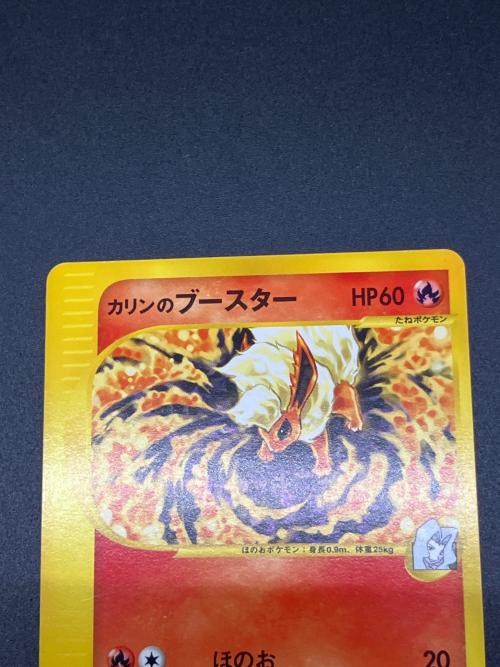 カリンのブースター HP60
たねポケモン
ほのおポケモン：身長0.9m、体重25kg
ほのお 20